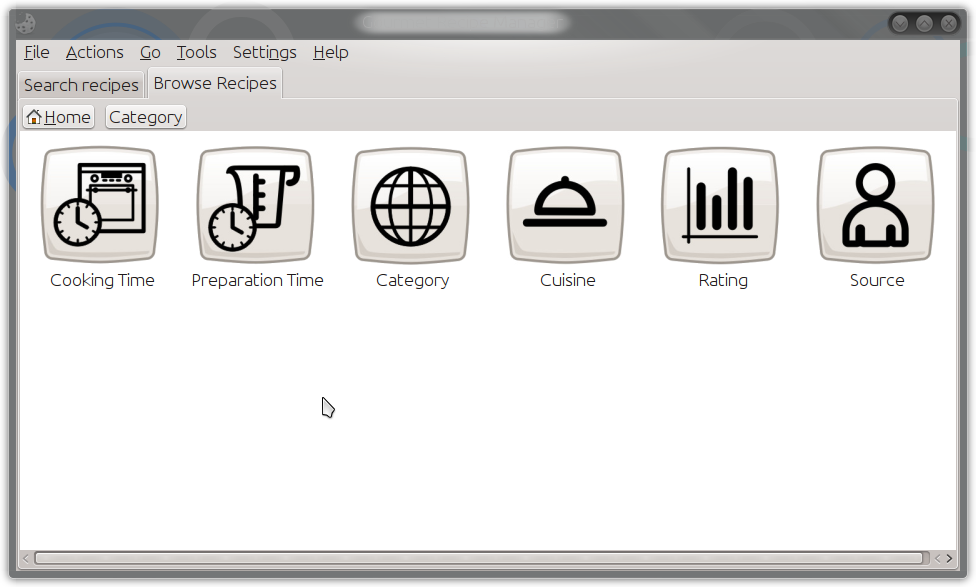 File Actions Go Tools Settings Help
Search recipes Browse Recipes
Home Category
Cooking Time Preparation Time Category Cuisine Rating Source